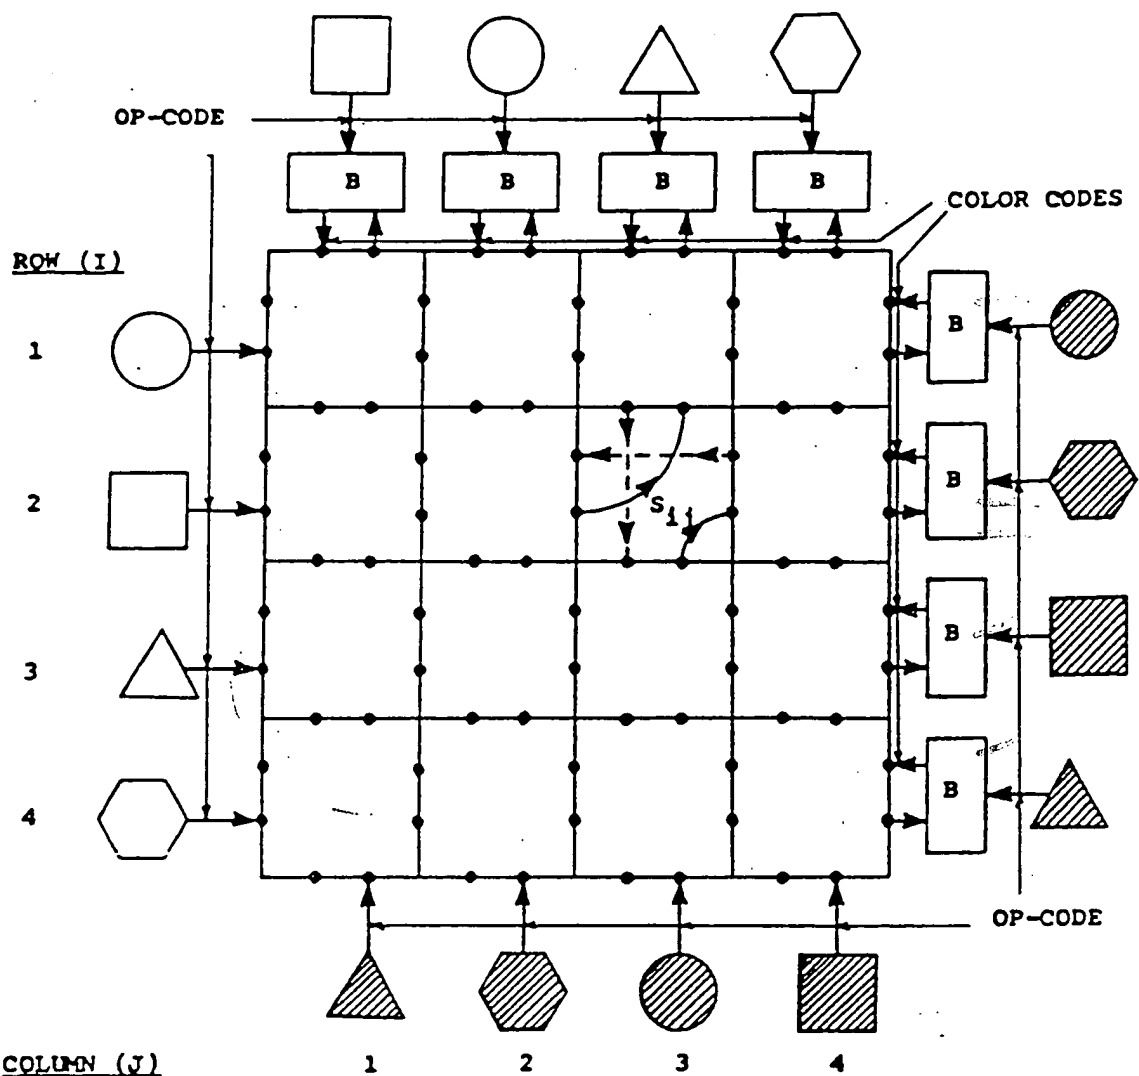 OP-CODE
B B B B
COLOR CODES
ROW (I)
B
1
B
2
S i j
B
3
B
4
OP-CODE
COLUMN (J) 1 2 3 4